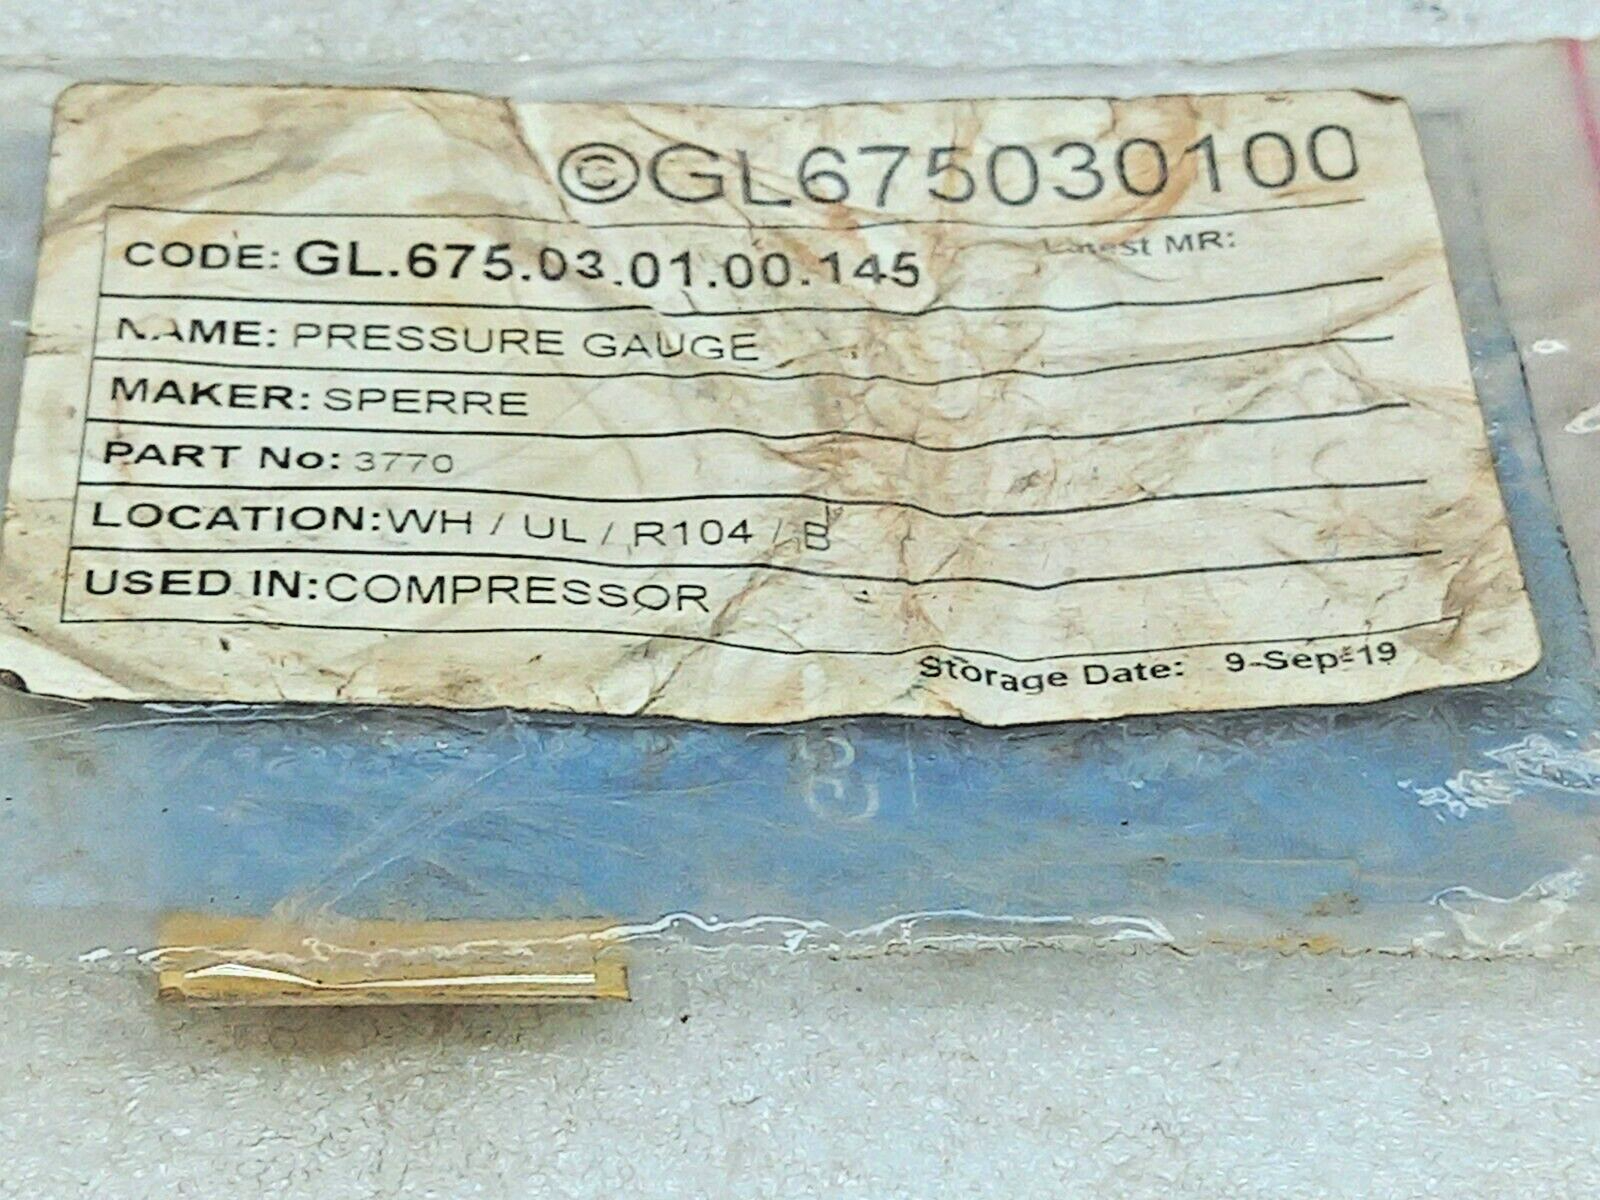 ©GL675030100
CODE: GL.675.03.01.00.145
Latest MR:
NAME: PRESSURE GAUGE
MAKER: SPERRE
PART No: 3770
LOCATION: WH / UL / R104 / B
USED IN: COMPRESSOR
Storage Date: 9-Sep-19